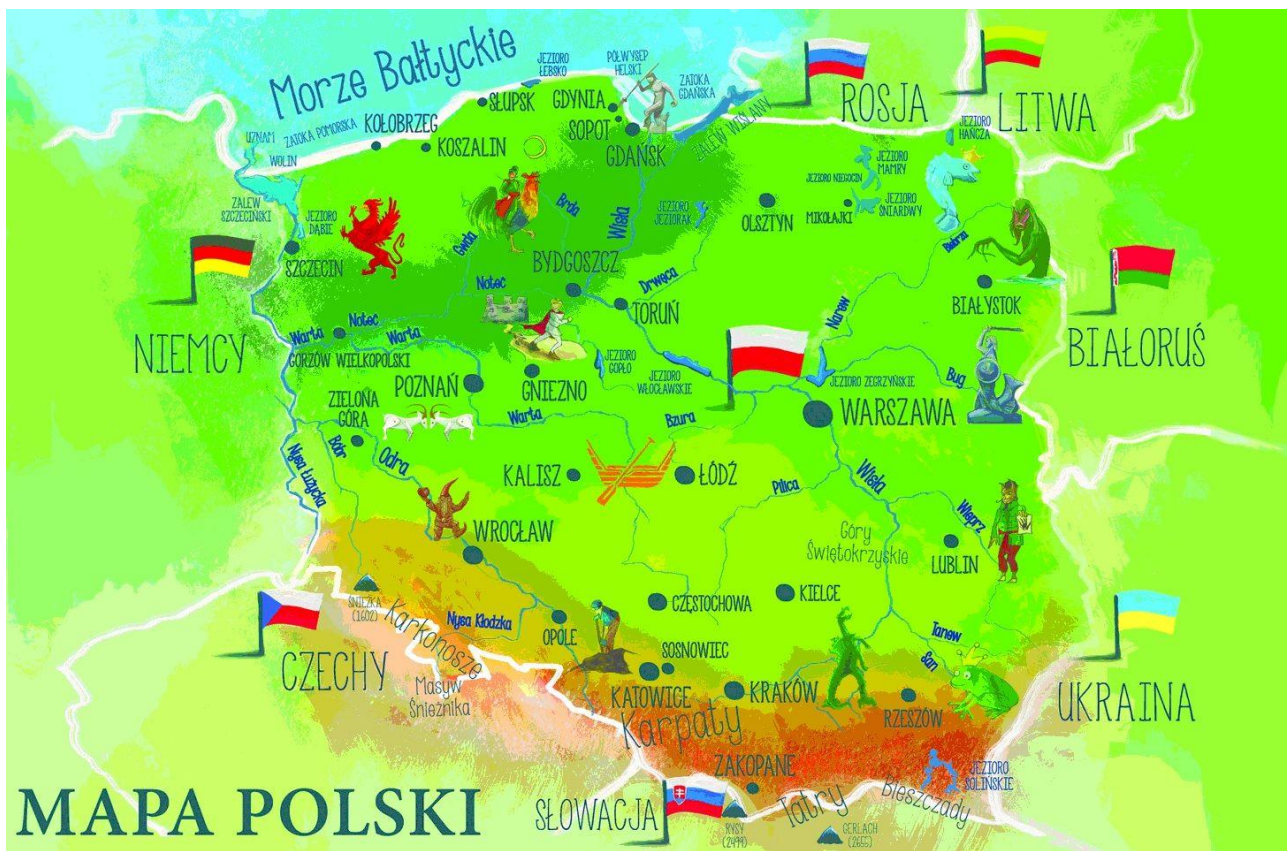 Morze Bałtyckie
JEZIORO
ŁEBSKO
PÓŁWYSEP
HELSKI
ZATOKA
GDAŃSKA
ZALEW WIŚLANY
ROSJA
LITWA
JEZIORO
HAŃCZA
SŁUPSK
GDYNIA
SOPOT
GDAŃSK
UZNAM
ZATOKA POMORSKA
WOLIN
KOŁOBRZEG
KOSZALIN
JEZIORO
MAMRY
JEZIORO NIEGOCIN
JEZIORO
ŚNIARDWY
MIKOŁAJKI
OLSZTYN
ZALEW
SZCZECIŃSKI
JEZIORO
DĄBIE
SZCZECIN
Gwda
Brda
Wisła
JEZIORO
JEZIORAK
Biebrza
BIAŁYSTOK
BYDGOSZCZ
Noteć
Drwęca
TORUŃ
Narew
NIEMCY
Warta
Noteć
Warta
GORZÓW WIELKOPOLSKI
BIAŁORUŚ
POZNAŃ
GNIEZNO
JEZIORO
GOPŁO
JEZIORO
WŁOCŁAWSKIE
JEZIORO ZEGRZYŃSKIE
Bug
WARSZAWA
ZIELONA
GÓRA
Warta
Bzura
Nysa Łużycka
Bóbr
Odra
KALISZ
ŁÓDŹ
Pilica
Wisła
Wieprz
WROCŁAW
Góry
Świętokrzyskie
LUBLIN
ŚNIEŻKA
(1602)
Karkonosze
Nysa Kłodzka
OPOLE
CZĘSTOCHOWA
KIELCE
Tanew
San
CZECHY
Masyw
Śnieżnika
SOSNOWIEC
KATOWICE
KRAKÓW
RZESZÓW
UKRAINA
Karpaty
ZAKOPANE
JEZIORO
SOLIŃSKIE
Bieszczady
Tatry
SŁOWACJA
RYSY
(2499)
GERLACH
(2655)
MAPA POLSKI